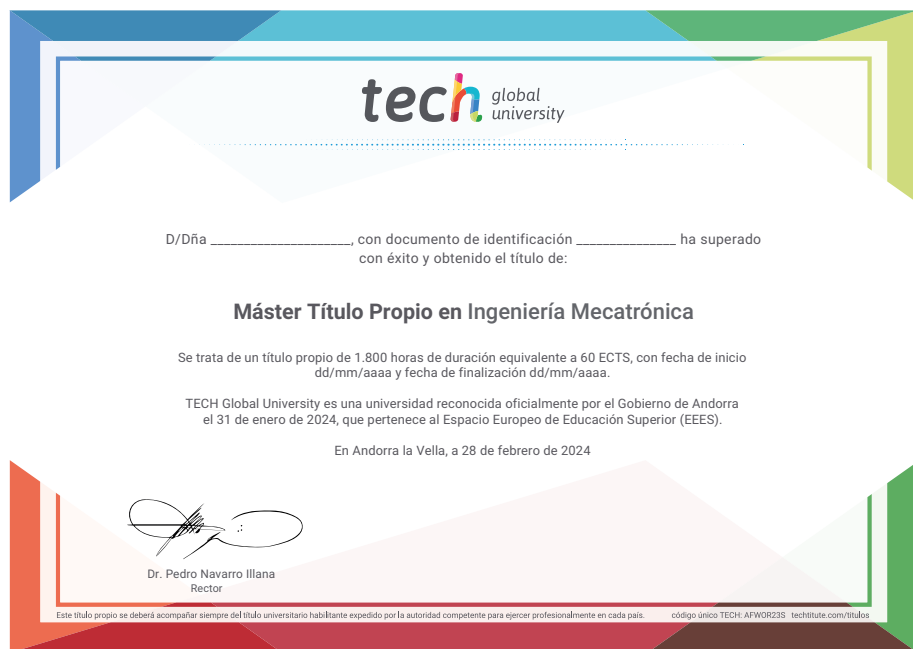 tech global university
D/Dña _____________________, con documento de identificación _______________ ha superado
con éxito y obtenido el título de:
Máster Título Propio en Ingeniería Mecatrónica
Se trata de un título propio de 1.800 horas de duración equivalente a 60 ECTS, con fecha de inicio
dd/mm/aaaa y fecha de finalización dd/mm/aaaa.
TECH Global University es una universidad reconocida oficialmente por el Gobierno de Andorra
el 31 de enero de 2024, que pertenece al Espacio Europeo de Educación Superior (EEES).
En Andorra la Vella, a 28 de febrero de 2024
Dr. Pedro Navarro Illana
Rector
Este título propio se deberá acompañar siempre del título universitario habilitante expedido por la autoridad competente para ejercer profesionalmente en cada país. código único TECH: AFWOR23S techtitute.com/titulos